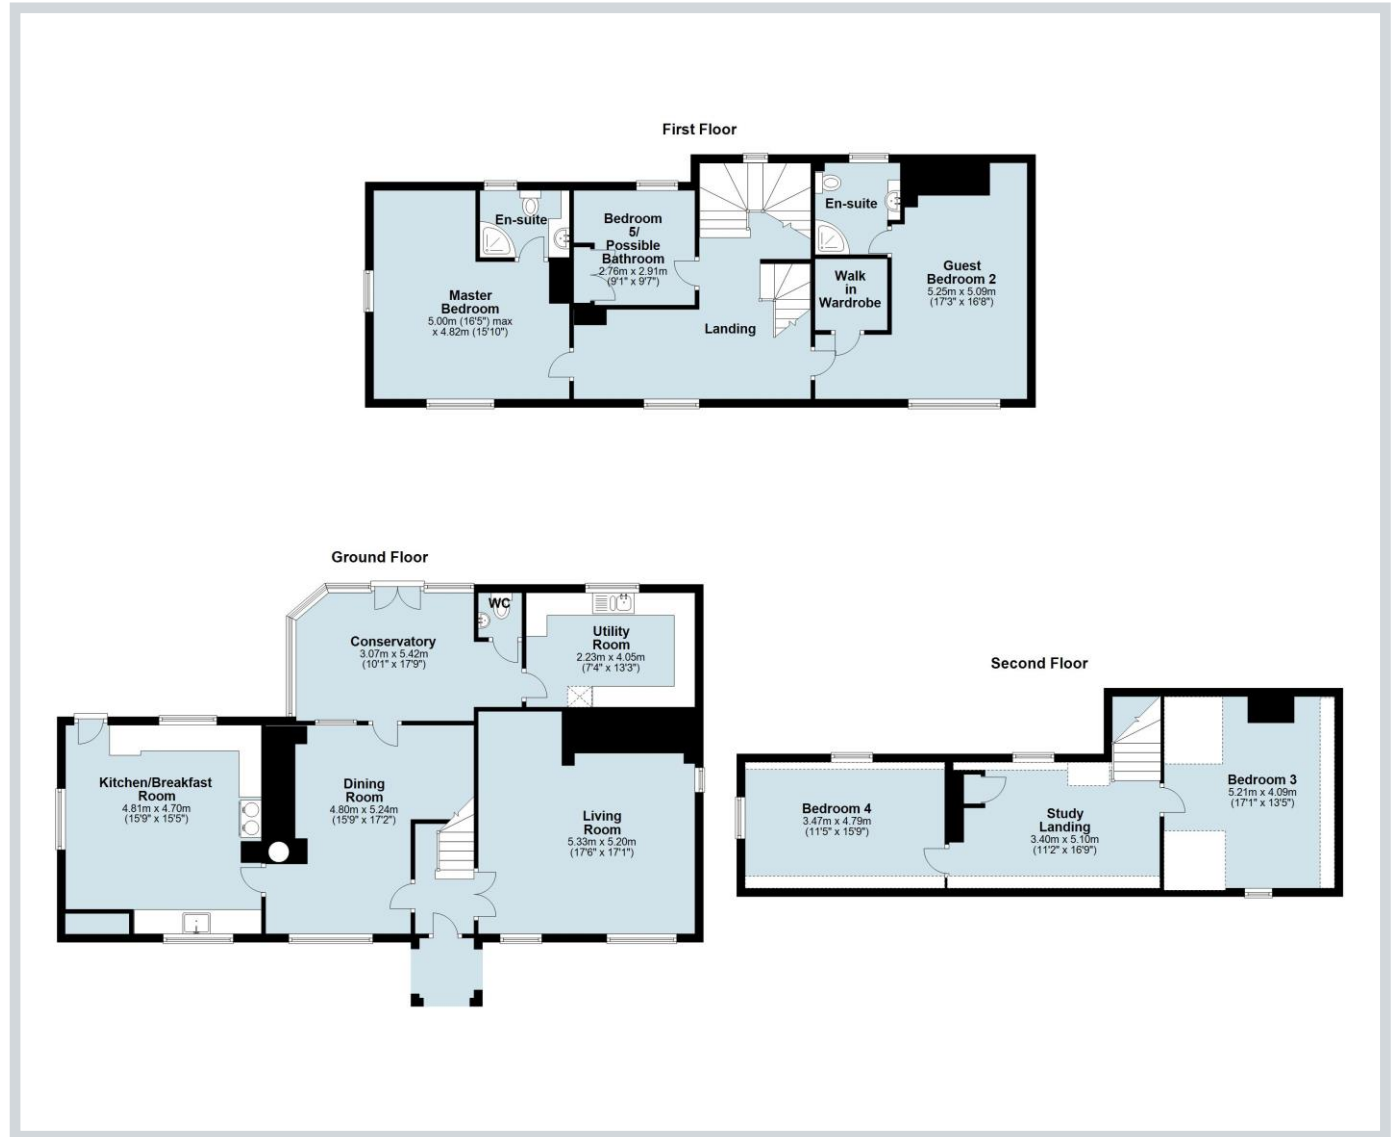 First Floor
En-suite
Bedroom
5/
Possible
Bathroom
2.76m x 2.91m
(9'1" x 9'7")
Master
Bedroom
5.00m (16'5") max
x 4.82m (15'10")
Landing
En-suite
Walk
in
Wardrobe
Guest
Bedroom 2
5.25m x 5.09m
(17'3" x 16'8")
Ground Floor
Conservatory
3.07m x 5.42m
(10'1" x 17'9")
WC
Utility
Room
2.23m x 4.05m
(7'4" x 13'3")
Kitchen/Breakfast
Room
4.81m x 4.70m
(15'9" x 15'5")
Dining
Room
4.80m x 5.24m
(15'9" x 17'2")
Living
Room
5.33m x 5.20m
(17'6" x 17'1")
Second Floor
Bedroom 4
3.47m x 4.79m
(11'5" x 15'9")
Study
Landing
3.40m x 5.10m
(11'2" x 16'9")
Bedroom 3
5.21m x 4.09m
(17'1" x 13'5")